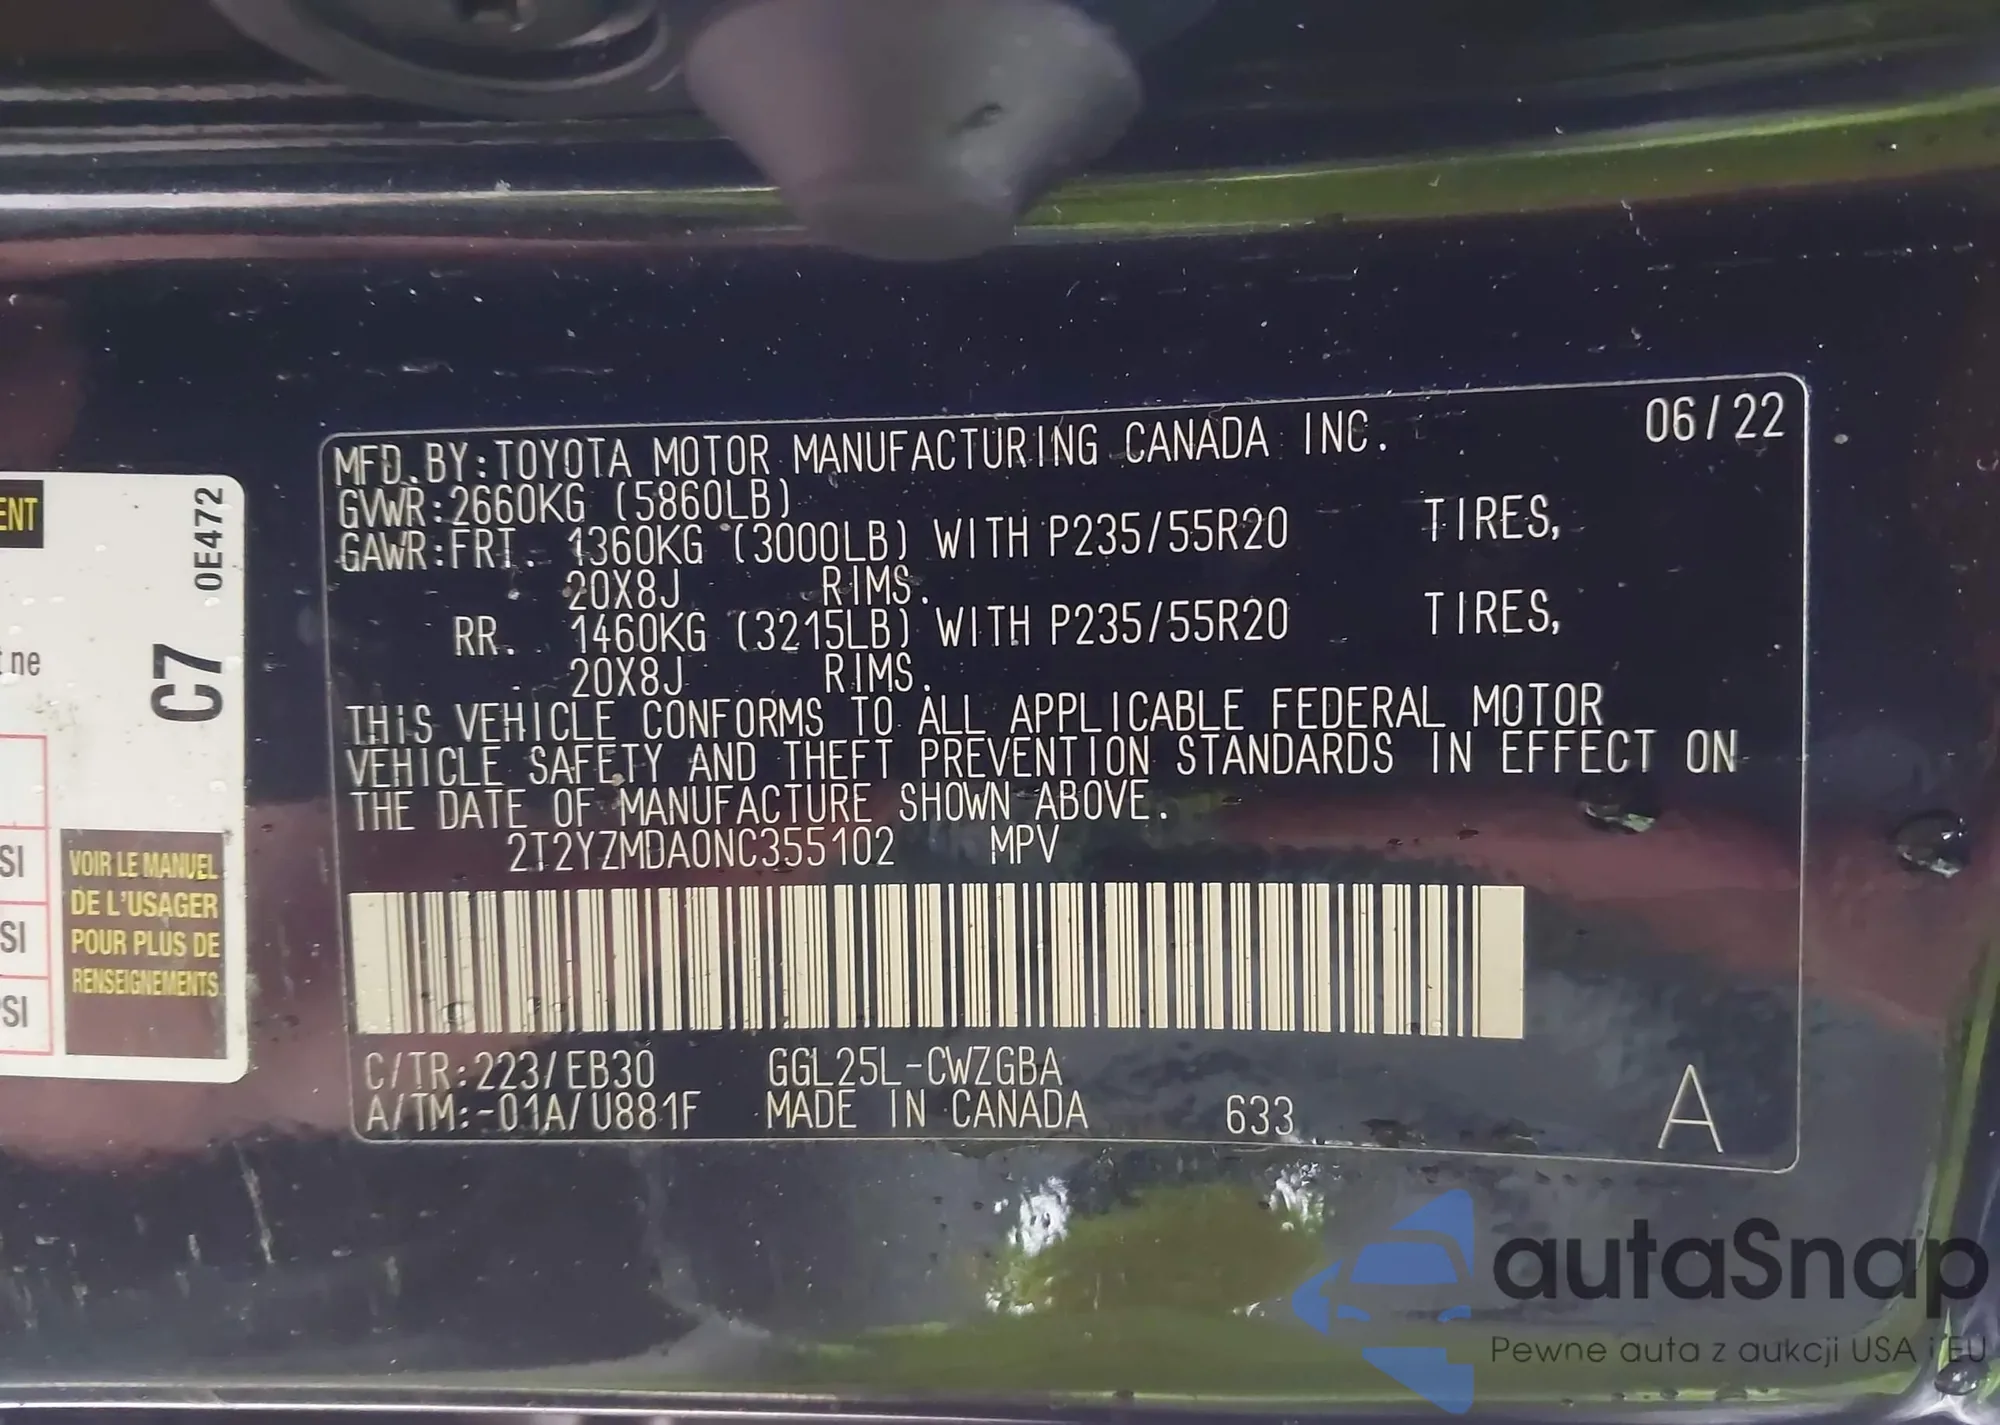 MFD.BY:TOYOTA MOTOR MANUFACTURING CANADA INC. 06/22
GVWR:2660KG (5860LB)
GAWR:FRT. 1360KG (3000LB) WITH P235/55R20 TIRES,
20X8J RIMS.
RR. 1460KG (3215LB) WITH P235/55R20 TIRES,
20X8J RIMS.
THIS VEHICLE CONFORMS TO ALL APPLICABLE FEDERAL MOTOR
VEHICLE SAFETY AND THEFT PREVENTION STANDARDS IN EFFECT ON
THE DATE OF MANUFACTURE SHOWN ABOVE.
2T2YZMDA0NC355102 MPV
C/TR:223/EB30 GGL25L-CWZGBA
A/TM:-01A/U881F MADE IN CANADA 633 A
C7 0E472
ne
SI
SI
SI
VOIR LE MANUEL
DE L'USAGER
POUR PLUS DE
RENSEIGNEMENTS
autaSnap
Pewne auta z aukcji USA i EU